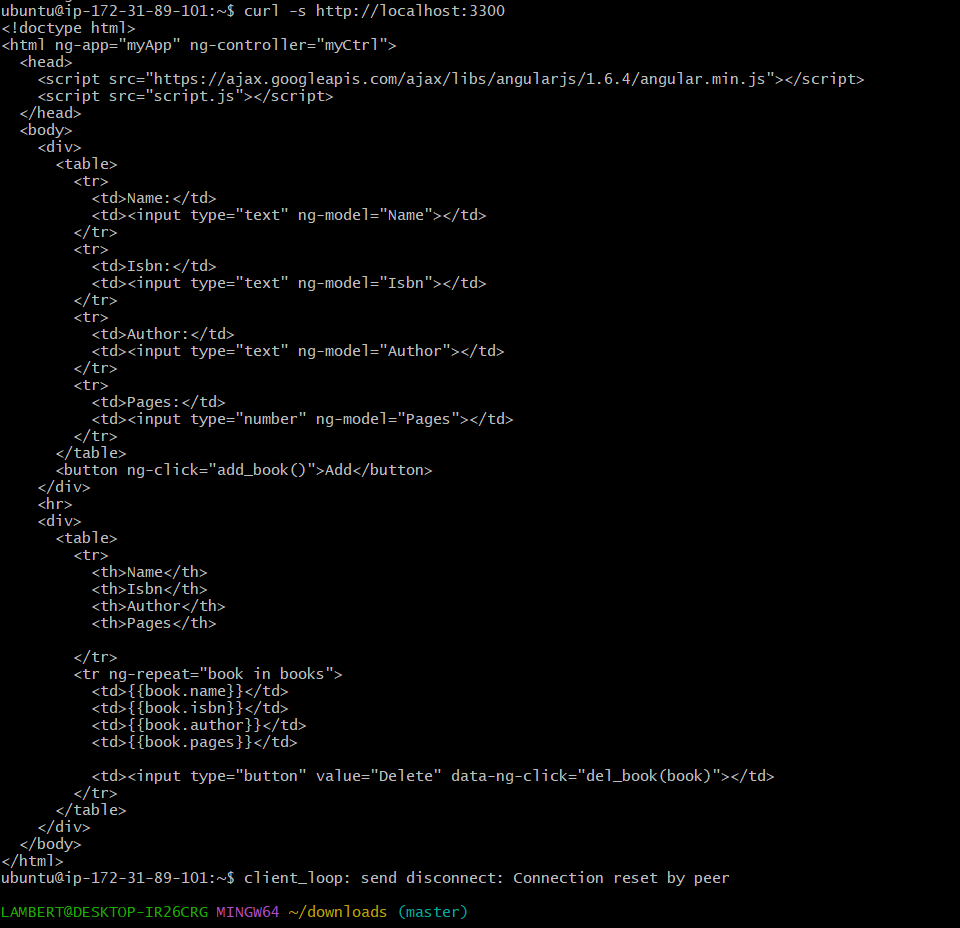 ubuntu@ip-172-31-89-101:~$ curl -s http://localhost:3300
<!doctype html>
<html ng-app="myApp" ng-controller="myCtrl">
  <head>
    <script src="https://ajax.googleapis.com/ajax/libs/angularjs/1.6.4/angular.min.js"></script>
    <script src="script.js"></script>
  </head>
  <body>
    <div>
      <table>
        <tr>
          <td>Name:</td>
          <td><input type="text" ng-model="Name"></td>
        </tr>
        <tr>
          <td>Isbn:</td>
          <td><input type="text" ng-model="Isbn"></td>
        </tr>
        <tr>
          <td>Author:</td>
          <td><input type="text" ng-model="Author"></td>
        </tr>
        <tr>
          <td>Pages:</td>
          <td><input type="number" ng-model="Pages"></td>
        </tr>
      </table>
      <button ng-click="add_book()">Add</button>
    </div>
    <hr>
    <div>
      <table>
        <tr>
          <th>Name</th>
          <th>Isbn</th>
          <th>Author</th>
          <th>Pages</th>

        </tr>
        <tr ng-repeat="book in books">
          <td>{{book.name}}</td>
          <td>{{book.isbn}}</td>
          <td>{{book.author}}</td>
          <td>{{book.pages}}</td>

          <td><input type="button" value="Delete" data-ng-click="del_book(book)"></td>
        </tr>
      </table>
    </div>
  </body>
</html>
ubuntu@ip-172-31-89-101:~$ client_loop: send disconnect: Connection reset by peer

LAMBERT@DESKTOP-IR26CRG MINGW64 ~/downloads (master)